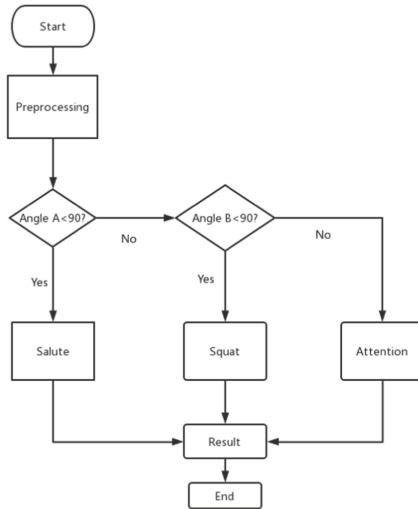 Start
Preprocessing
Angle A<90?
Angle B<90?
No
No
Yes
Yes
Salute
Squat
Attention
Result
End